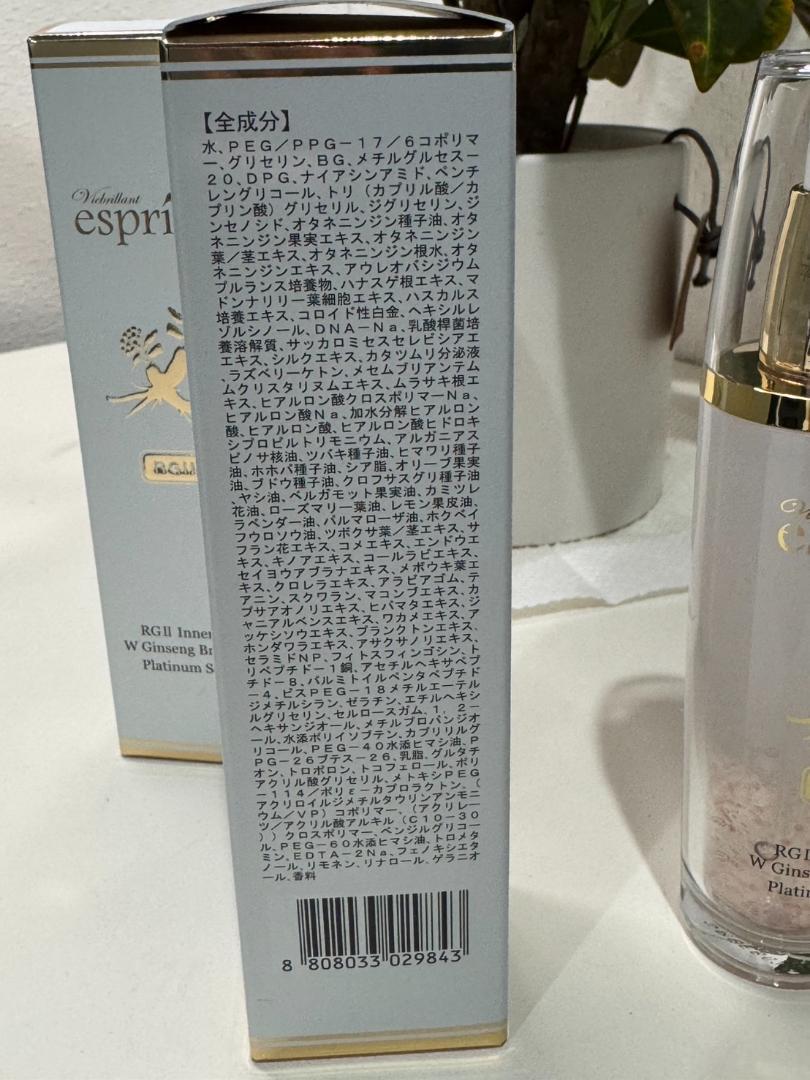 【全成分】
水、PEG/PPG-17/6コポリマ
ー、グリセリン、BG、メチルグルセス-
20、DPG、ナイアシンアミド、ペンチ
レングリコール、トリ(カプリル酸/カ
プリン酸)グリセリル、ジグリセリン、ジ
ンセノシド、オタネニンジン種子油、オタ
ネニンジン果実エキス、オタネニンジン
葉/茎エキス、オタネニンジン根水、オタ
ネニンジンエキス、アウレオバシジウム
プルランス培養物、ハナスゲ根エキス、マ
ドンナリリー葉細胞エキス、ハスカルス
培養エキス、コロイド性白金、ヘキシルレ
ゾルシノール、DNA-Na、乳酸桿菌培
養溶解質、サッカロミセスセレビシアエ
エキス、シルクエキス、カタツムリ分泌液
、ラズベリーケトン、メセムブリアンテム
ムクリスタリヌムエキス、ムラサキ根エ
キス、ヒアルロン酸クロスポリマーNa、
ヒアルロン酸Na、加水分解ヒアルロン
酸、ヒアルロン酸、ヒアルロン酸ヒドロキ
シプロピルトリモニウム、アルガニアス
ピノサ核油、ツバキ種子油、ヒマワリ種子
油、ホホバ種子油、シア脂、オリーブ果実
油、ブドウ種子油、クロフサスグリ種子油
、ヤシ油、ベルガモット果実油、カミツレ
花油、ローズマリー葉油、レモン果皮油、
ラベンダー油、パルマローザ油、ホクベイ
フウロソウ油、ツボクサ葉/茎エキス、サ
フラン花エキス、コメエキス、エンドウエ
キス、キノアエキス、コールラビエキス、
セイヨウアブラナエキス、メボウキ葉エ
キス、クロレラエキス、アラビアゴム、テ
アニン、スクワラン、マコンブエキス、カ
プサアオノリエキス、ヒバマタエキス、ジ
ャニアルベンスエキス、ワカメエキス、ア
ッケシソウエキス、プランクトンエキス、
ホンダワラエキス、アサクサノリエキス、
セラミドNP、フィトスフィンゴシン、ト
リペプチド-1銅、アセチルヘキサペプ
チド-8、パルミトイルペンタペプチド
-4、ビスPEG-18メチルエーテル
ジメチルシラン、ゼラチン、エチルヘキシ
ルグリセリン、セルロースガム、1,2-
ヘキサンジオール、メチルプロパンジオ
ール、水添ポリイソブテン、カプリリルグ
リコール、PEG-40水添ヒマシ油、P
PG-26ブテス-26、乳脂、グルタチ
オン、トロポロン、トコフェロール、ポリ
アクリル酸グリセリル、メトキシPEG
-114/ポリε-カプロラクトン、(
アクリロイルジメチルタウリンアンモニ
ウム/VP)コポリマー、(アクリレー
ツ/アクリル酸アルキル(C10-30
))クロスポリマー、ベンジルグリコー
ル、PEG-60水添ヒマシ油、トロメタ
ミン、EDTA-2Na、フェノキシエタ
ノール、リモネン、リナロール、ゲラニオ
ール、香料
8 808033 029843
Viebrillant
esprí
RGII
RGII Inner
W Ginseng Br
Platinum S
RGI
W Gins
Platin